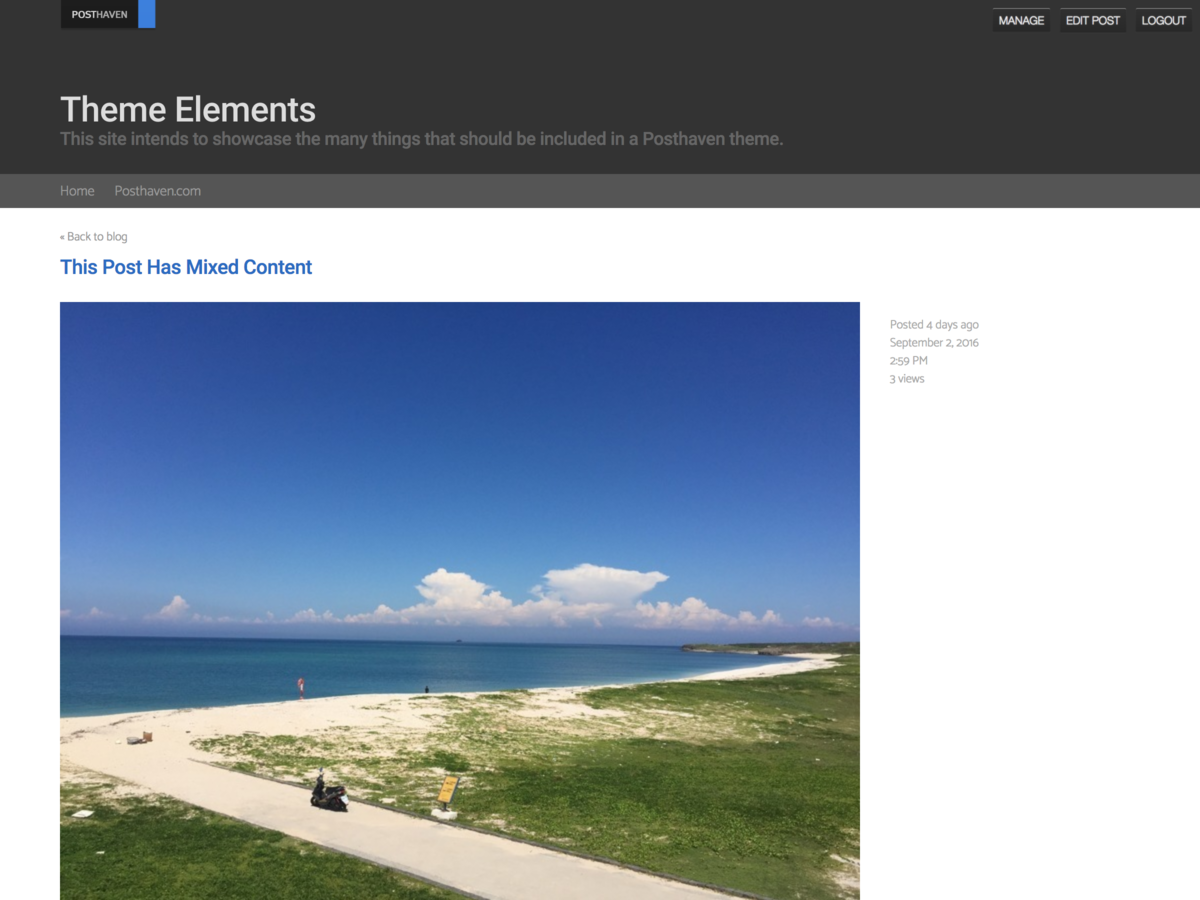 POSTHAVEN
MANAGE
EDIT POST
LOGOUT
Theme Elements
This site intends to showcase the many things that should be included in a Posthaven theme.
Home
Posthaven.com
« Back to blog
This Post Has Mixed Content
Posted 4 days ago
September 2, 2016
2:59 PM
3 views